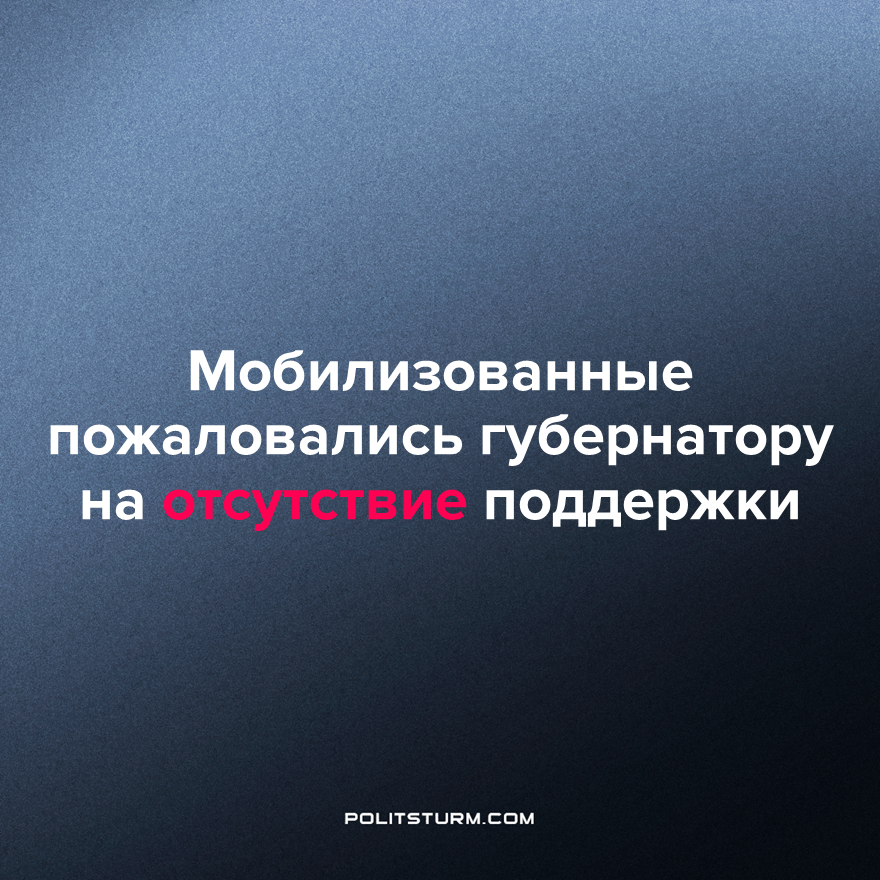 Мобилизованные
пожаловались губернатору
на отсутствие поддержки
POLITSTURM.COM